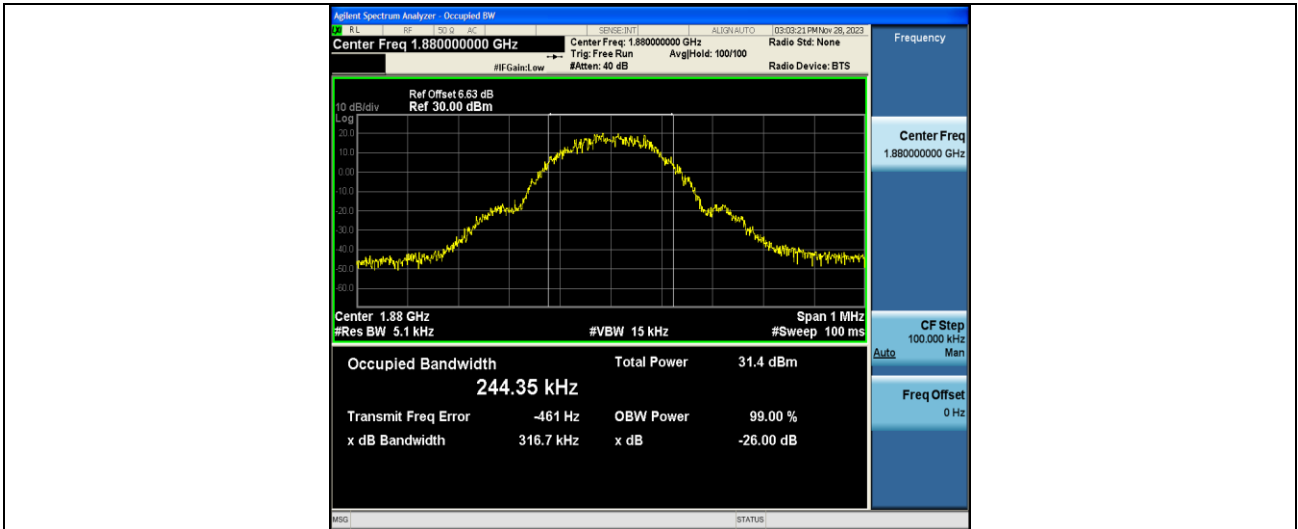 Agilent Spectrum Analyzer - Occupied BW
RL RF 50 Ω AC SENSE:INT ALIGN AUTO 03:03:21 PM Nov 28, 2023
Center Freq 1.880000000 GHz
Center Freq: 1.880000000 GHz Radio Std: None
Trig: Free Run Avg|Hold: 100/100
#IFGain:Low #Atten: 40 dB Radio Device: BTS
Ref Offset 6.63 dB
10 dB/div Ref 30.00 dBm
Log
20.0
10.0
0.00
-10.0
-20.0
-30.0
-40.0
-50.0
-60.0
Center 1.88 GHz Span 1 MHz
#Res BW 5.1 kHz #VBW 15 kHz #Sweep 100 ms
Occupied Bandwidth Total Power 31.4 dBm
244.35 kHz
Transmit Freq Error -461 Hz OBW Power 99.00 %
x dB Bandwidth 316.7 kHz x dB -26.00 dB
MSG STATUS
Frequency
Center Freq
1.880000000 GHz
CF Step
100.000 kHz
Auto Man
Freq Offset
0 Hz